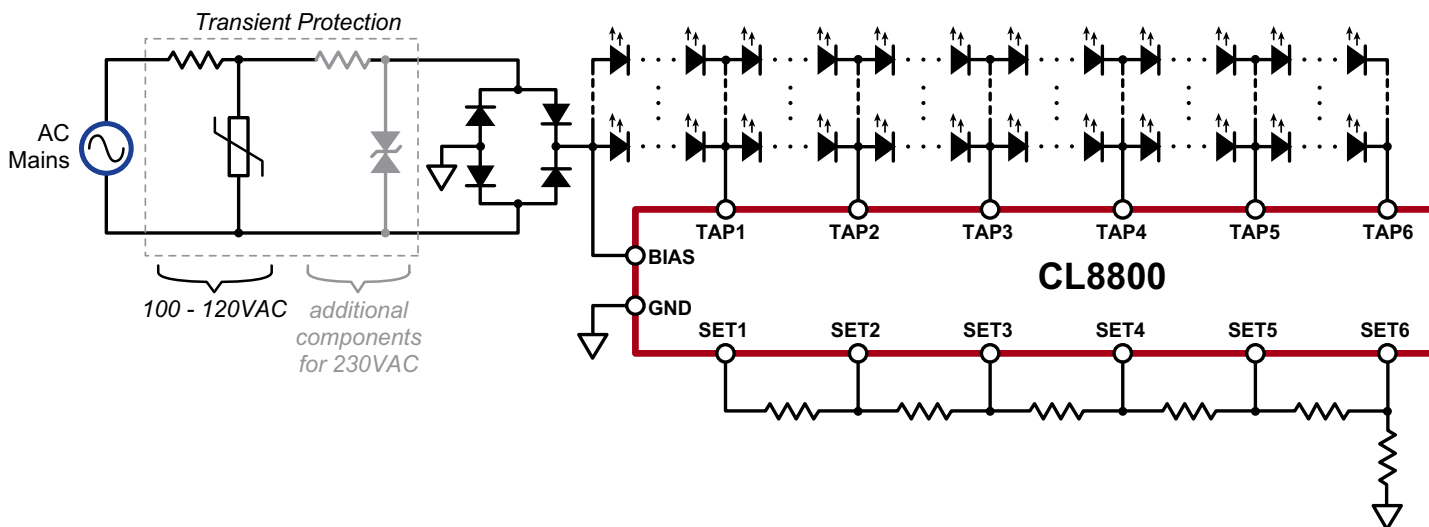 Transient Protection
AC
Mains
100 - 120VAC
additional
components
for 230VAC
TAP1
TAP2
TAP3
TAP4
TAP5
TAP6
BIAS
CL8800
GND
SET1
SET2
SET3
SET4
SET5
SET6